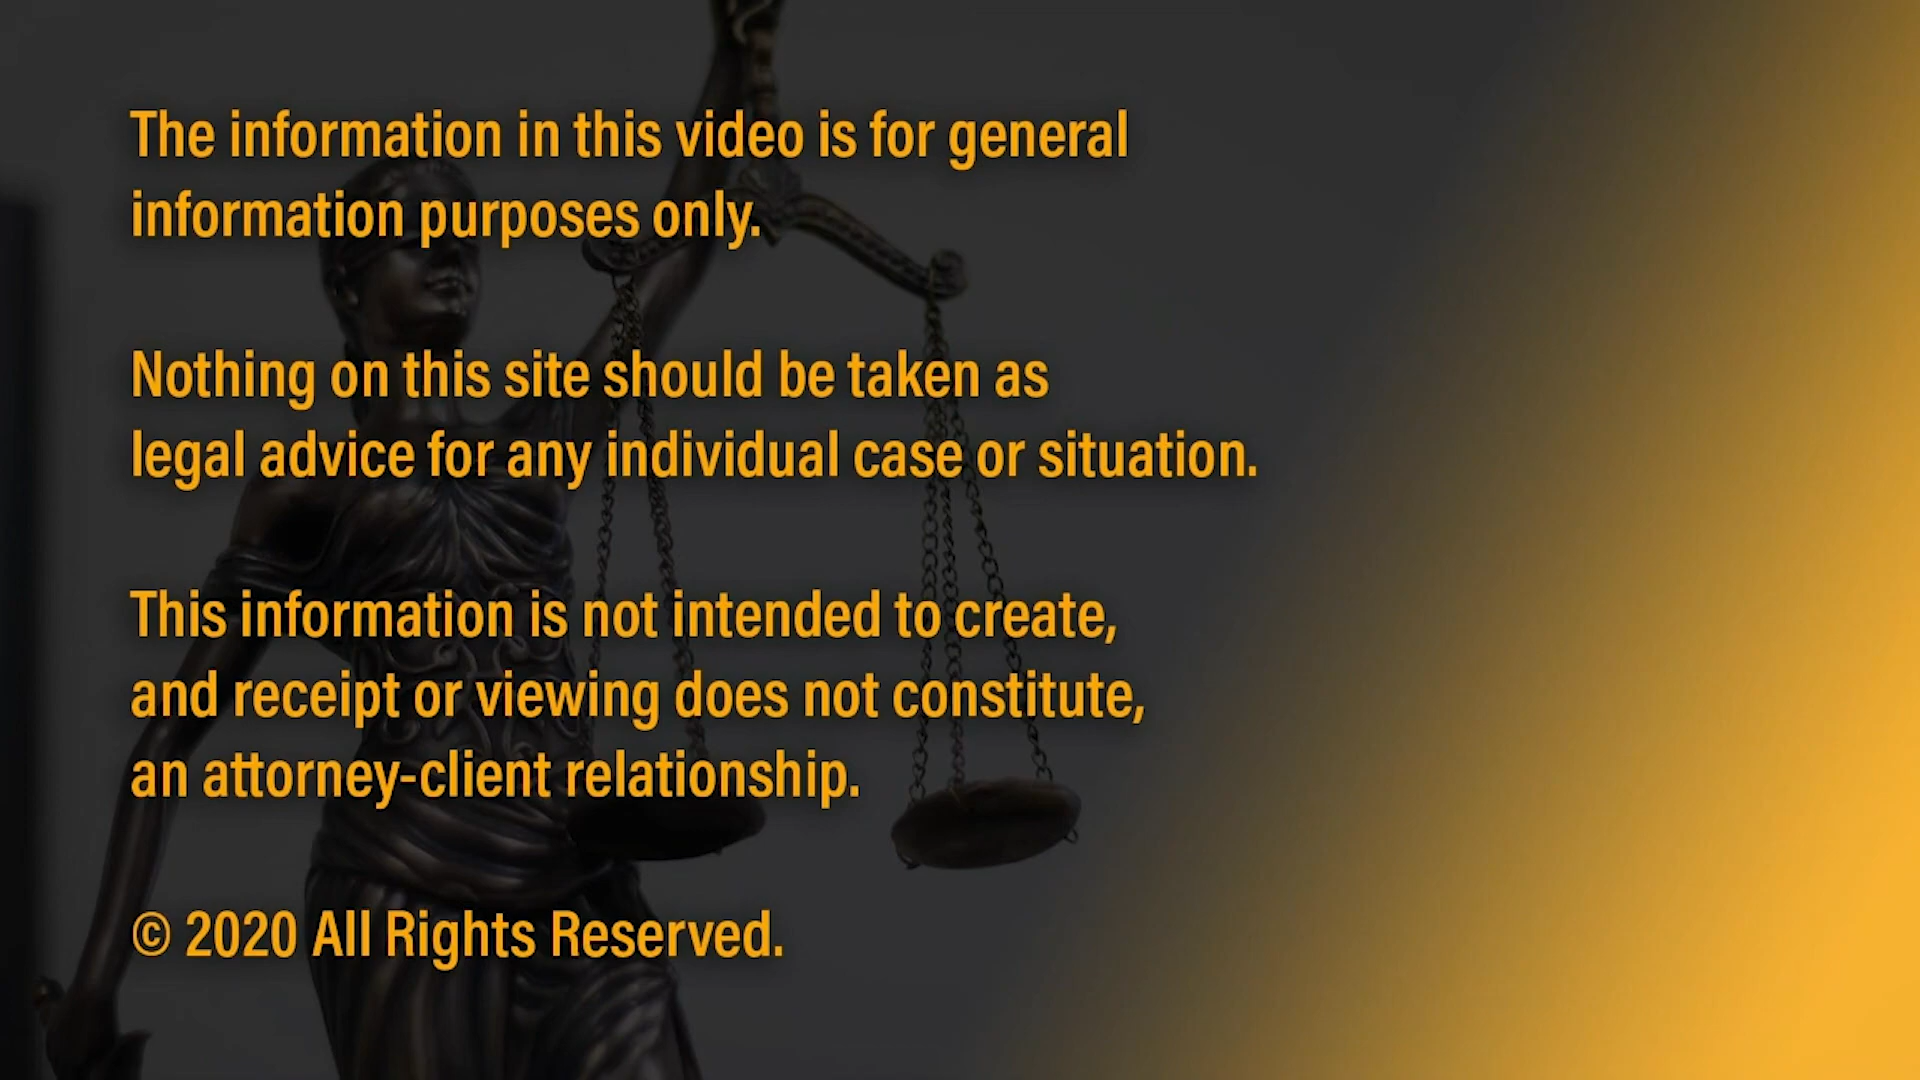 The information in this video is for general
information purposes only.
Nothing on this site should be taken as
legal advice for any individual case or situation.
This information is not intended to create,
and receipt or viewing does not constitute,
an attorney-client relationship.
© 2020 All Rights Reserved.